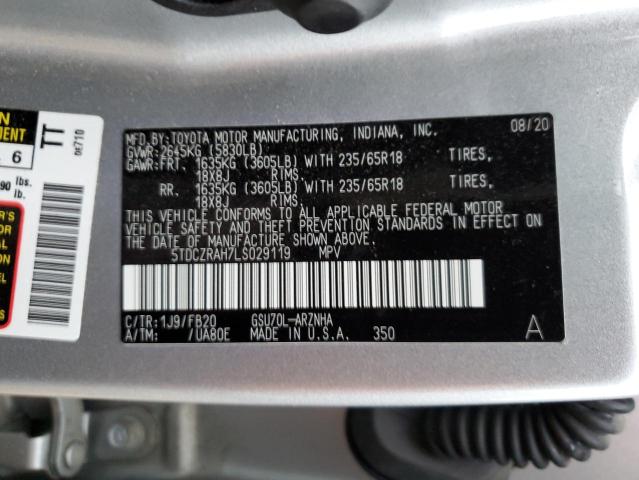 MFD.BY:TOYOTA MOTOR MANUFACTURING, INDIANA, INC. 08/20
GVWR:2645KG (5830LB)
GAWR:FRT. 1635KG (3605LB) WITH 235/65R18 TIRES,
18X8J RIMS.
RR. 1635KG (3605LB) WITH 235/65R18 TIRES,
18X8J RIMS.
THIS VEHICLE CONFORMS TO ALL APPLICABLE FEDERAL MOTOR
VEHICLE SAFETY AND THEFT PREVENTION STANDARDS IN EFFECT ON
THE DATE OF MANUFACTURE SHOWN ABOVE.
5TDCZRAH7LS029119 MPV
C/TR:1J9/FB20 GSU70L-ARZNHA
A/TM: /UA80E MADE IN U.S.A. 350 A
TT
0E710
6
lbs.
lb.